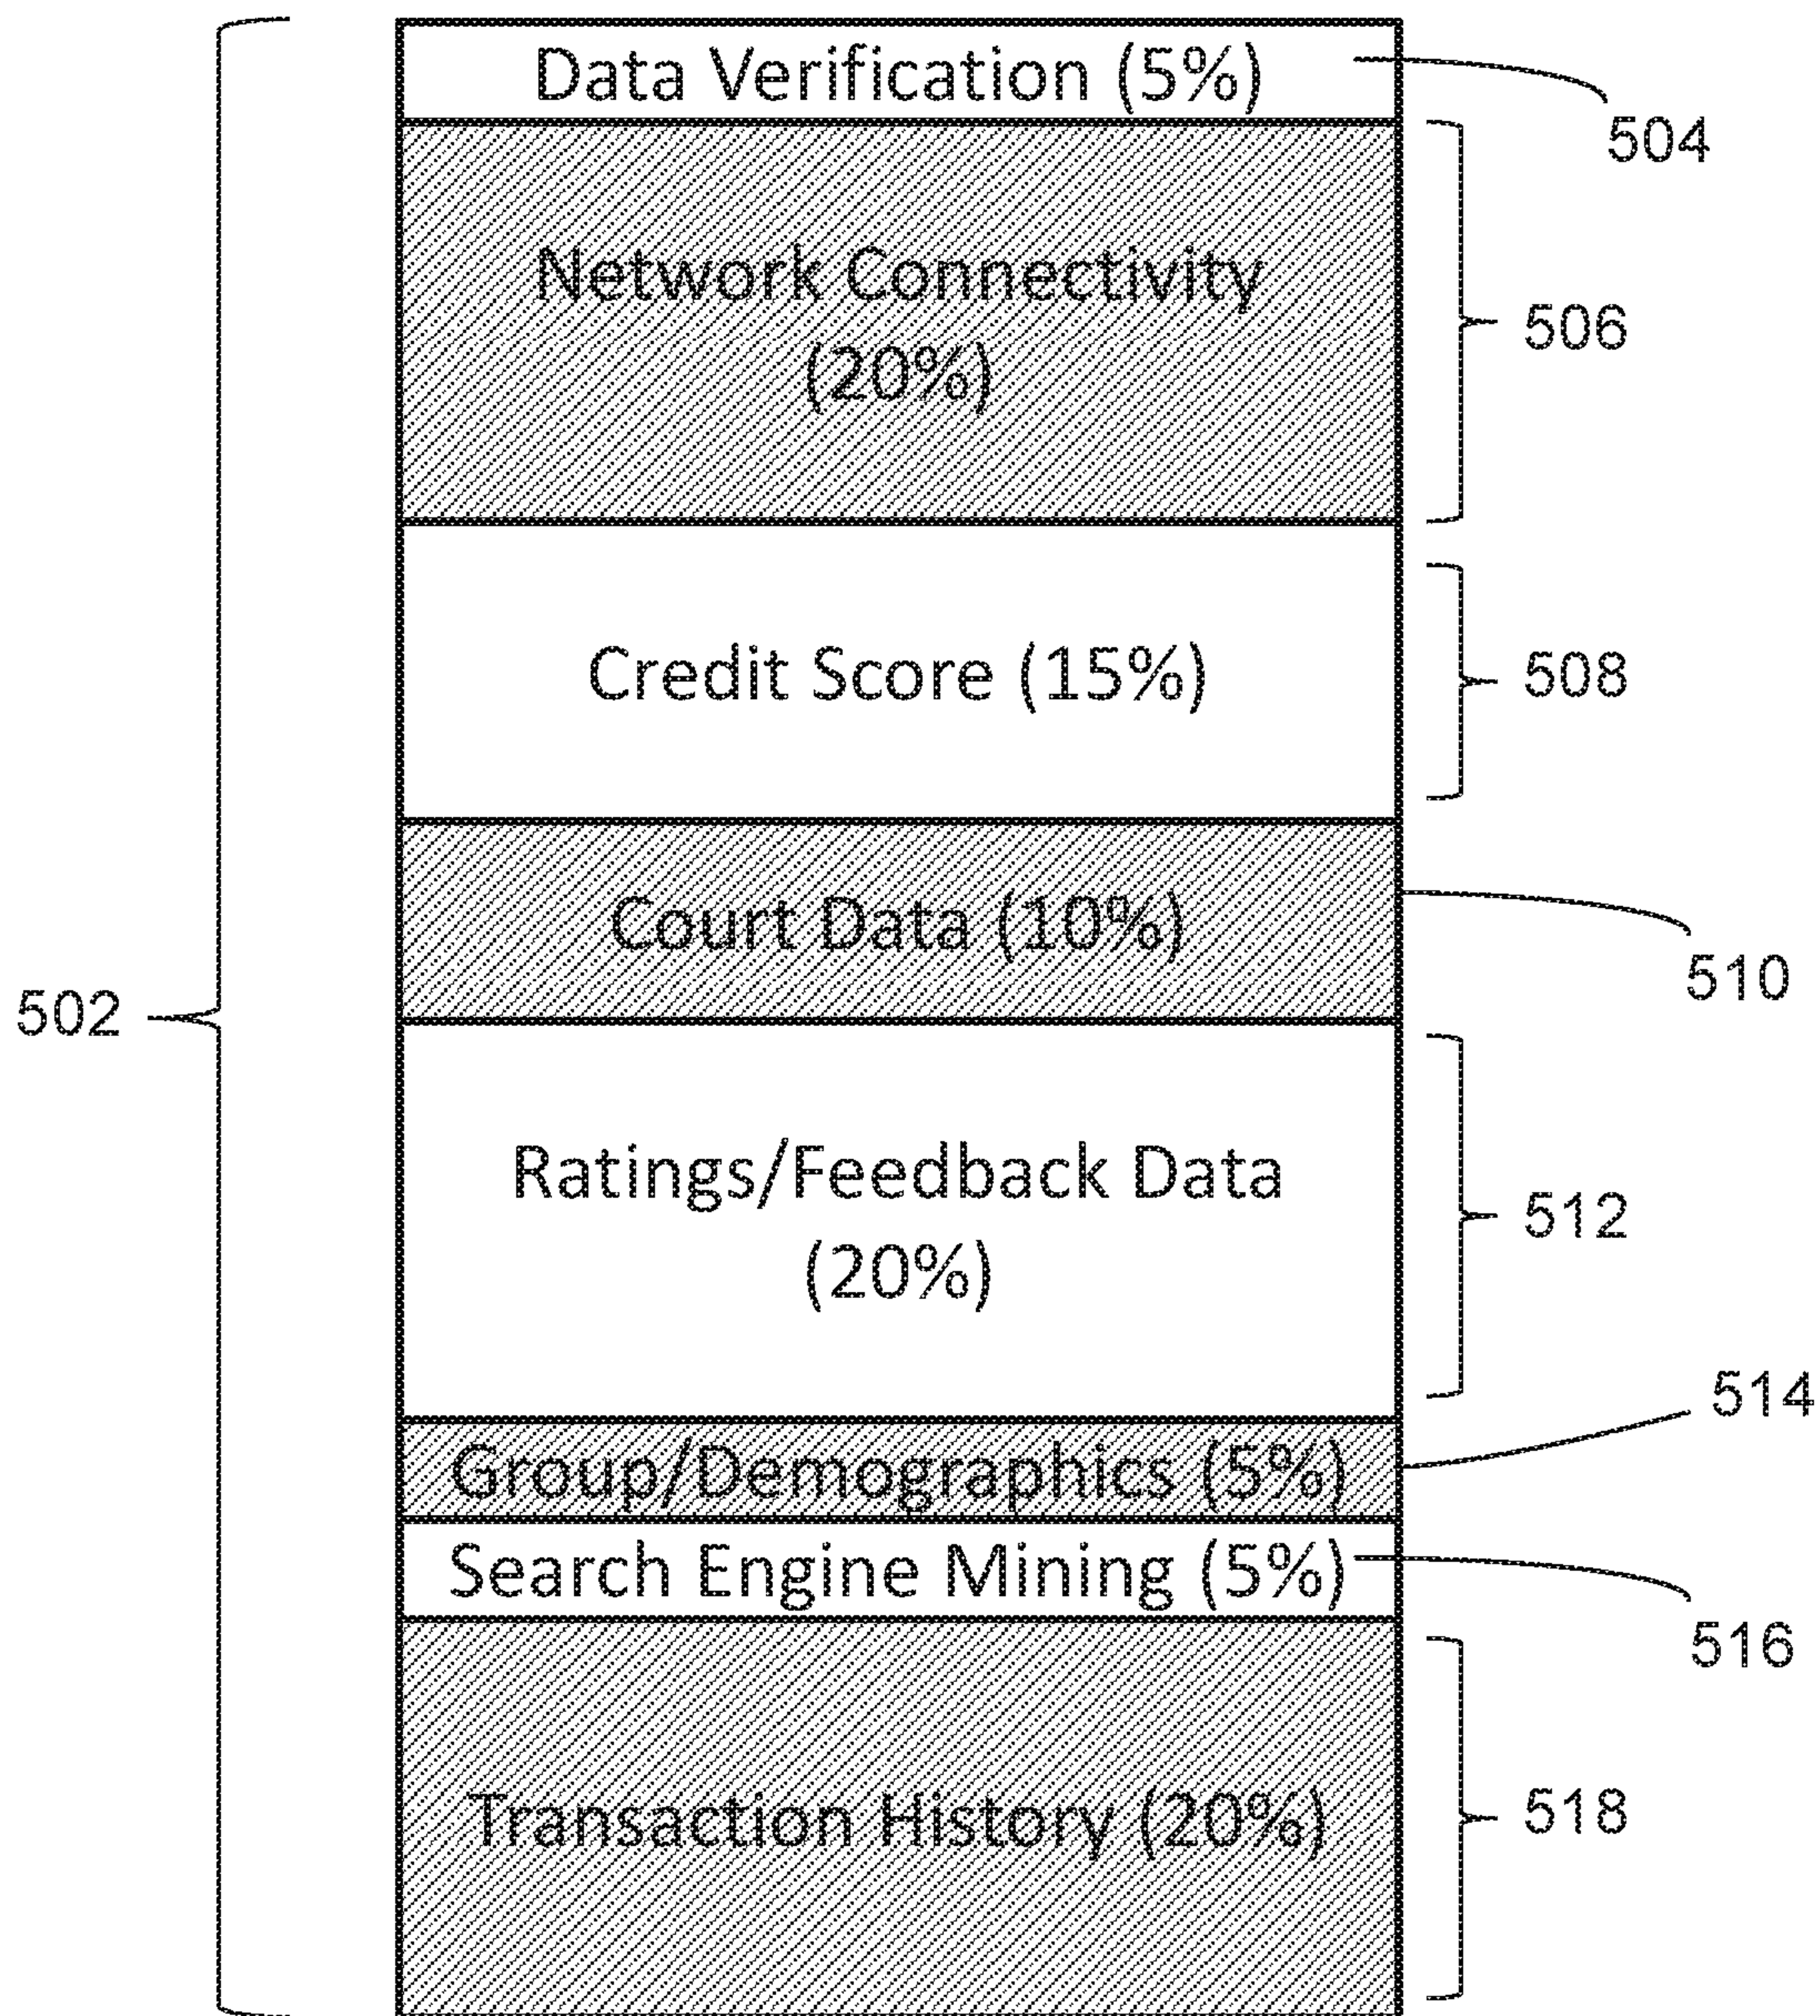 Data Verification (5%)
504
Network Connectivity
(20%)
506
Credit Score (15%)
508
Court Data (10%)
510
502
Ratings/Feedback Data
(20%)
512
514
Group/Demographics (5%)
Search Engine Mining (5%)
516
Transaction History (20%)
518